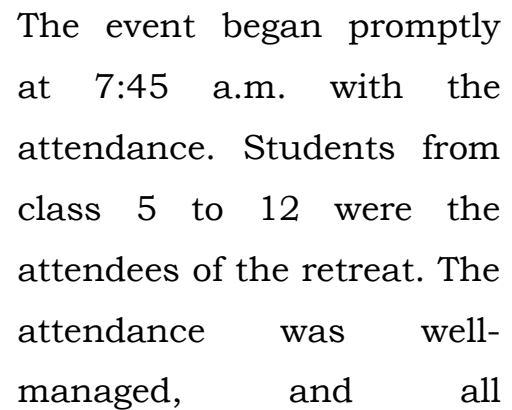 The event began promptly
at 7:45 a.m. with the
attendance. Students from
class 5 to 12 were the
attendees of the retreat. The
attendance was well-
managed, and all